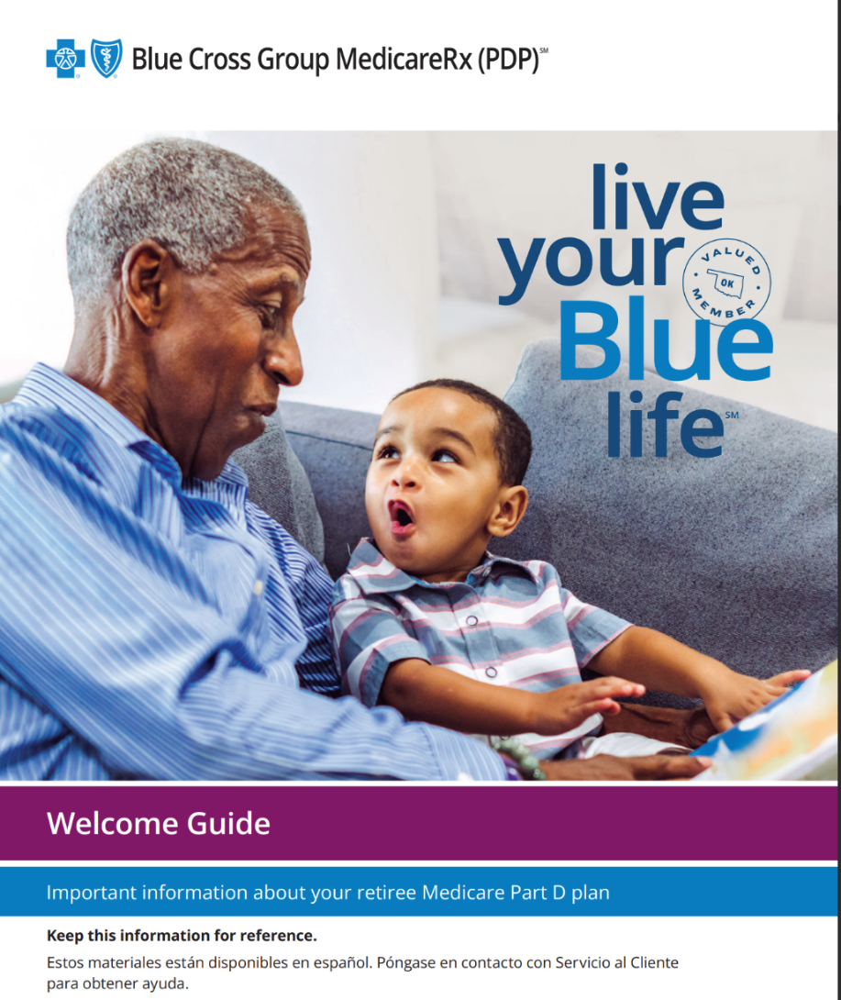 Blue Cross Group MedicareRx (PDP)℠
live
your
Blue
life℠
VALUED
OK
MEMBER
Welcome Guide
Important information about your retiree Medicare Part D plan
Keep this information for reference.
Estos materiales están disponibles en español. Póngase en contacto con Servicio al Cliente
para obtener ayuda.